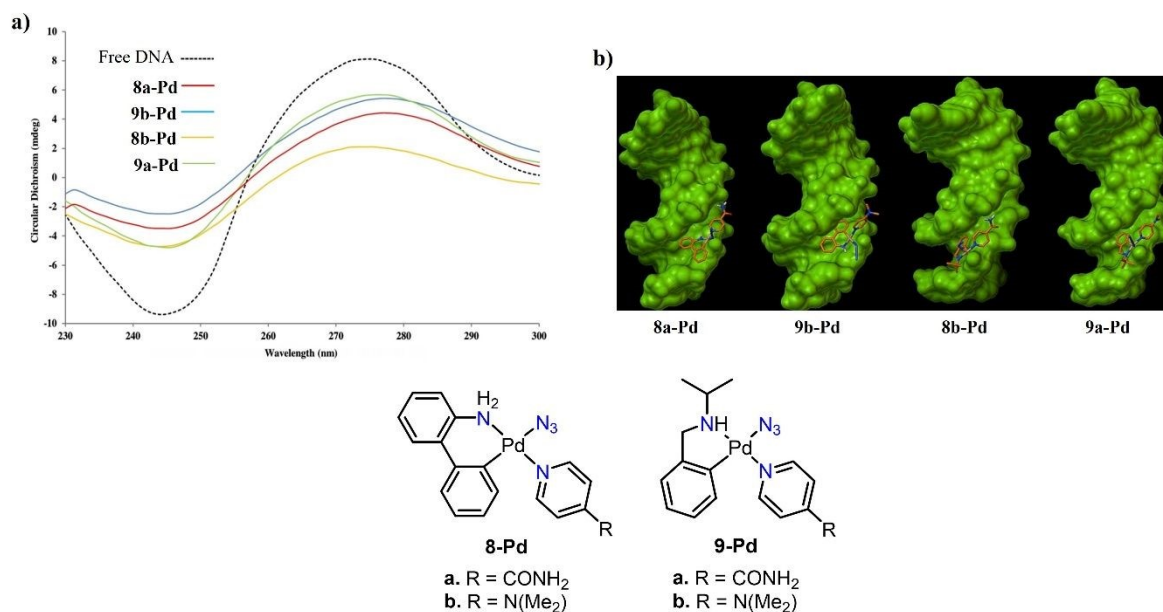 a)
Circular Dichroism (mdeg)
10
8
6
4
2
0
-2
-4
-6
-8
-10
Free DNA
8a-Pd
9b-Pd
8b-Pd
9a-Pd
230 240 250 260 270 280 290 300
Wavelength (nm)
b)
8a-Pd 9b-Pd 8b-Pd 9a-Pd
H2
N
N3
Pd
N
R
8-Pd
a. R = CONH2
b. R = N(Me2)
NH
N3
Pd
N
R
9-Pd
a. R = CONH2
b. R = N(Me2)